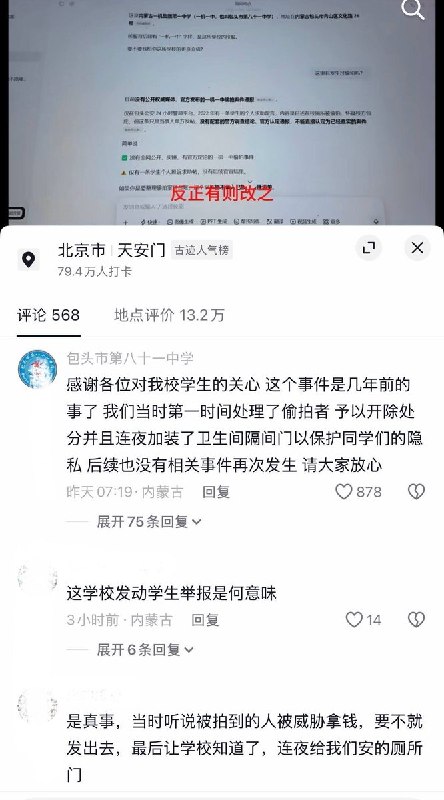 没有公开权威媒体、官方
反正有则改之
北京市 | 天安门 古迹人气榜
79.4万人打卡
评论 568 地点评价 13.2万
包头市第八十一中学
感谢各位对我校学生的关心 这个事件是几年前的
事了 我们当时第一时间处理了偷拍者 予以开除处
分并且连夜加装了卫生间隔间门以保护同学们的隐
私 后续也没有相关事件再次发生 请大家放心
昨天 07:19 · 内蒙古 回复 878
展开 75 条回复
这学校发动学生举报是何意味
3小时前 · 内蒙古 回复 14
展开 6 条回复
是真事，当时听说被拍到的人被威胁拿钱，要不就
发出去，最后让学校知道了，连夜给我们安的厕所
门